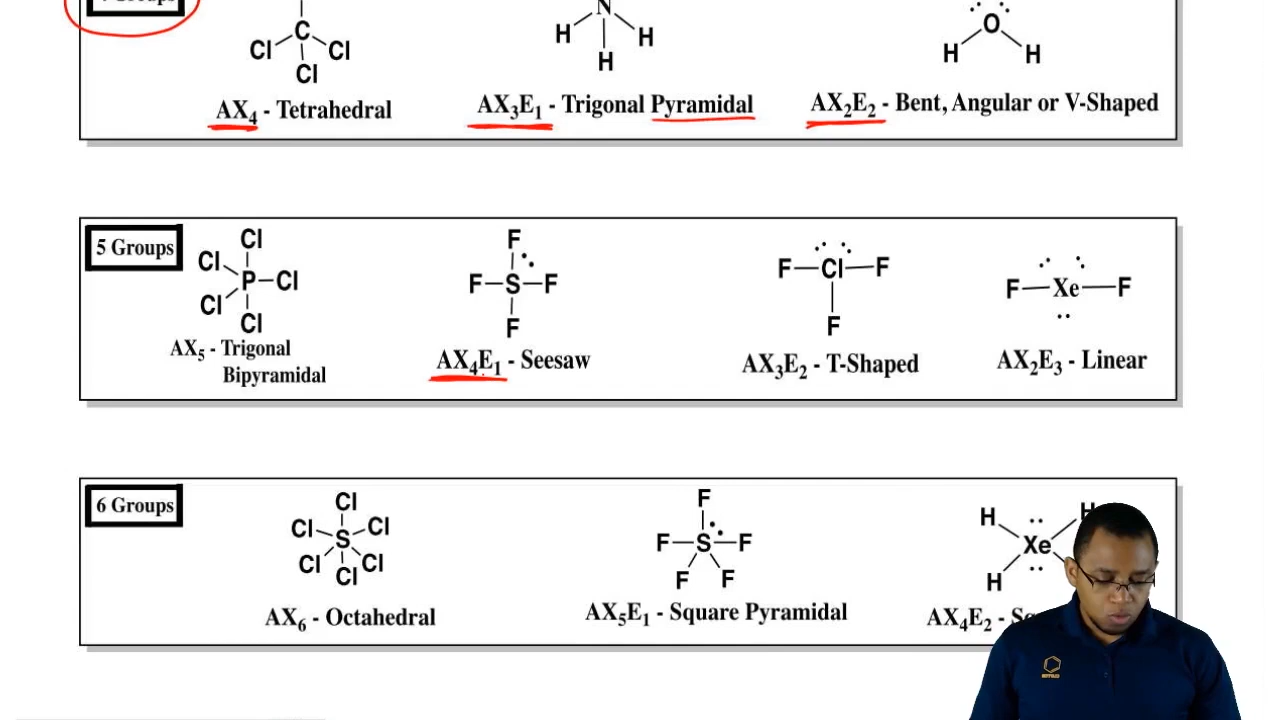 C
Cl Cl
Cl
AX₄ - Tetrahedral
N
H H
H
AX₃E₁ - Trigonal Pyramidal
O
H H
AX₂E₂ - Bent, Angular or V-Shaped
5 Groups
Cl
Cl
P-Cl
Cl
Cl
AX₅ - Trigonal
Bipyramidal
F
F-S-F
F
AX₄E₁ - Seesaw
F-Cl-F
F
AX₃E₂ - T-Shaped
F-Xe-F
AX₂E₃ - Linear
6 Groups
Cl
Cl Cl
S
Cl Cl
Cl
AX₆ - Octahedral
F
F-S-F
F F
AX₅E₁ - Square Pyramidal
H H
Xe
H
AX₄E₂ -